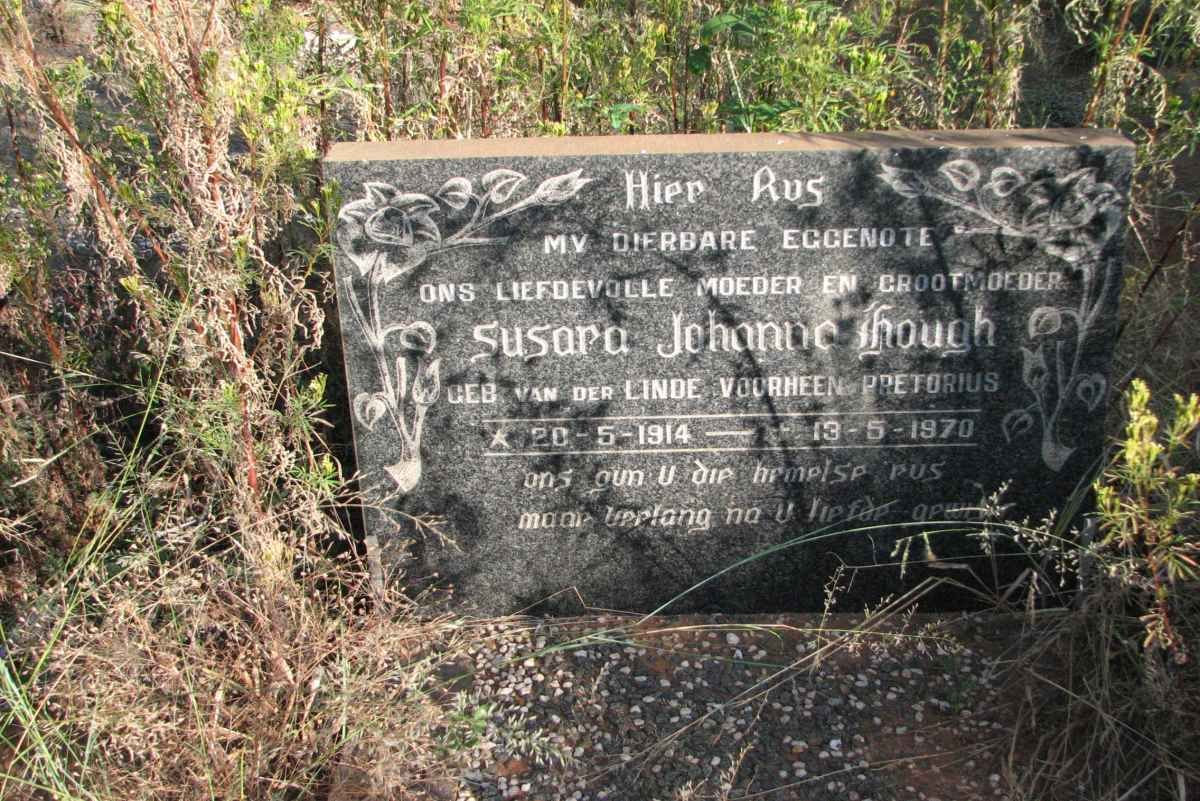 Hier Rus
MY DIERBARE EGGENOTE
ONS LIEFDEVOLLE MOEDER EN GROOTMOEDER
Susara Johanna Hough
GEB VAN DER LINDE VOORHEEN PRETORIUS
★ 20-5-1914 — † 13-5-1970
ons gun U die hemelse rus
maar verlang na U liefde